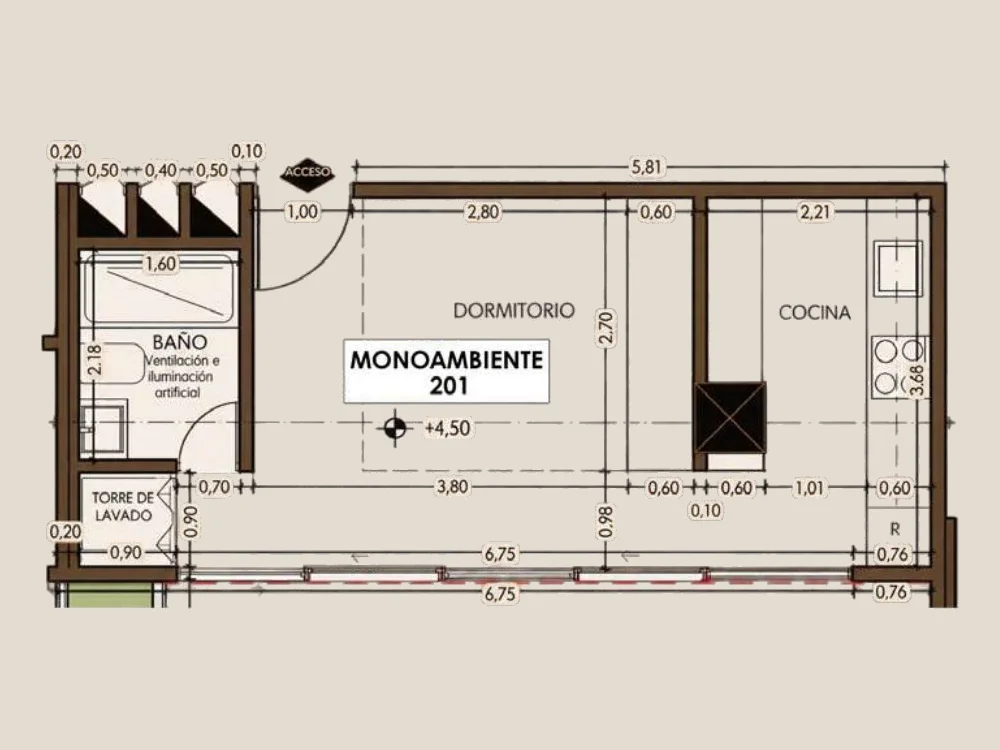 0,20
0,10
0,50
0,40
0,50
ACCESO
5,81
1,00
2,80
0,60
2,21
1,60
DORMITORIO
COCINA
2,70
BAÑO
Ventilación e
iluminación
artificial
2.18
MONOAMBIENTE
201
3.68
+4,50
0,70
3,80
0,60
0,60
1,01
0,60
0,10
TORRE DE
LAVADO
0.90
0.98
0,20
R
0,90
6,75
0,76
6,75
0,76